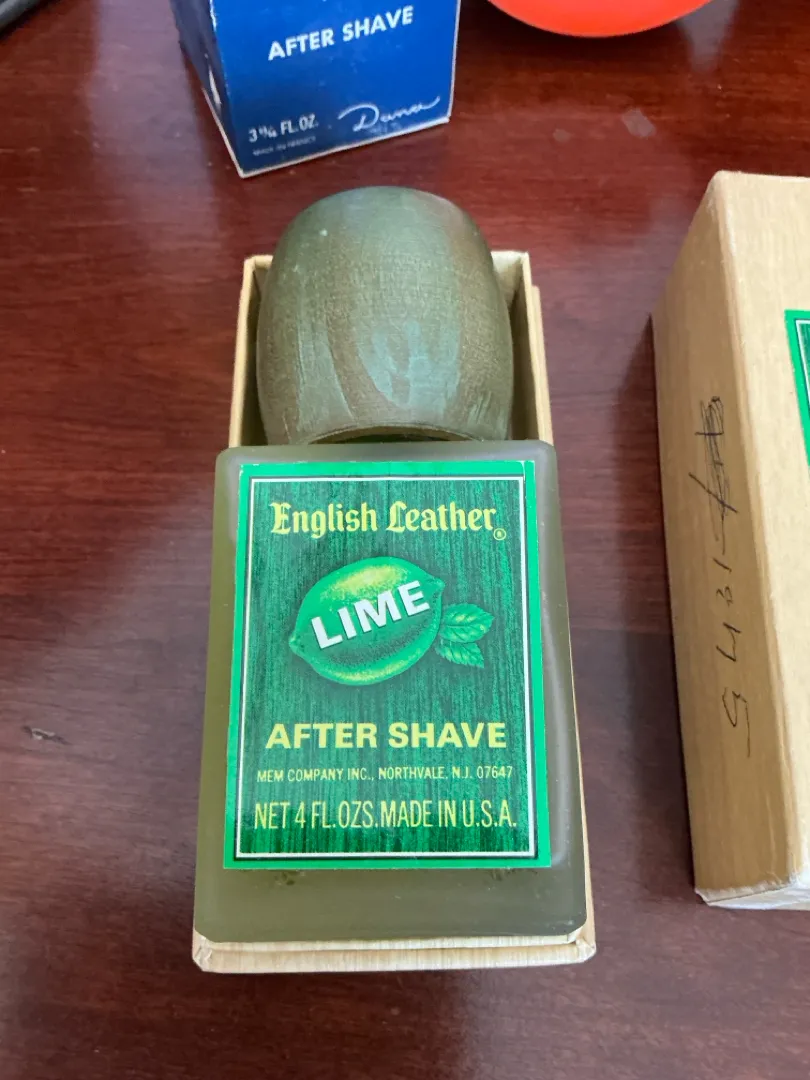 AFTER SHAVE
3 1/4 FL.OZ.
Dana
English Leather®
LIME
AFTER SHAVE
MEM COMPANY INC., NORTHVALE, N.J. 07647
NET 4 FL.OZS. MADE IN U.S.A.